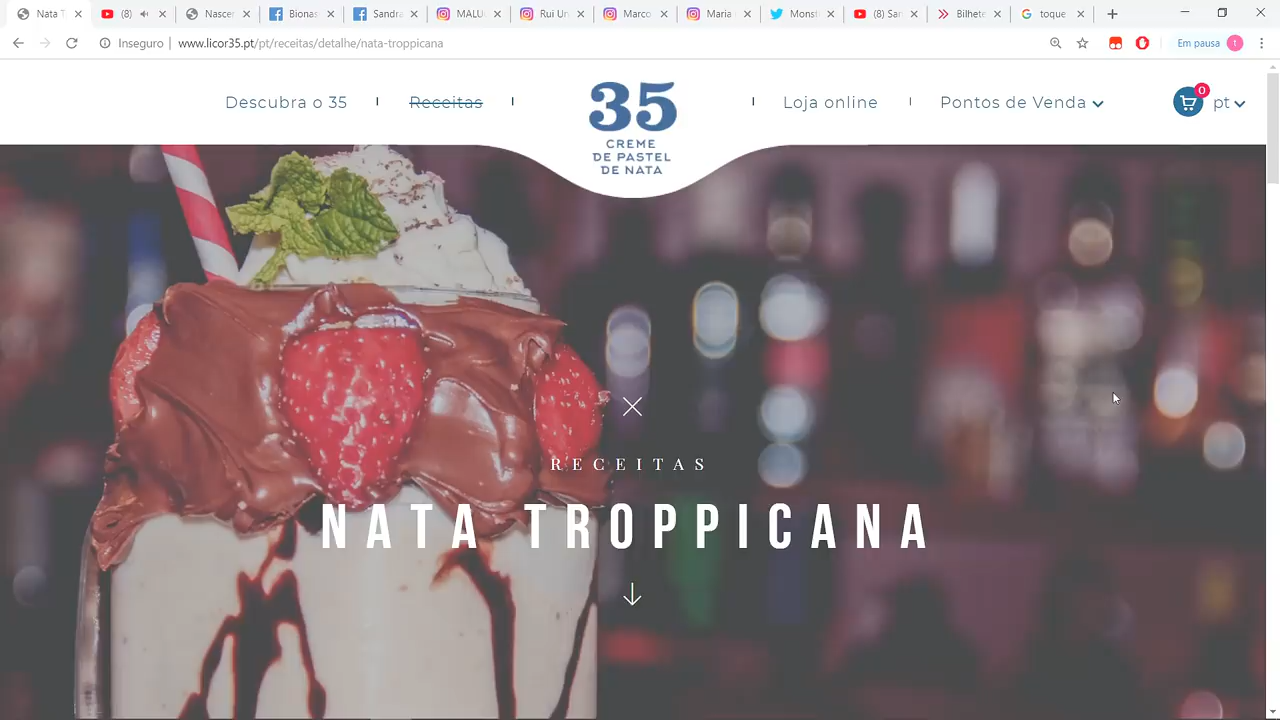 Nata T
(8)
Nascer
Bionas
Sandra
MALU
Rui Un
Marco
Maria
Monst
(8) Sar
Bilhete
toque
Inseguro | www.licor35.pt/pt/receitas/detalhe/nata-troppicana
Em pausa
t
Descubra o 35
Receitas
35
CREME
DE PASTEL
DE NATA
Loja online
Pontos de Venda
0
pt
RECEITAS
NATA TROPPICANA